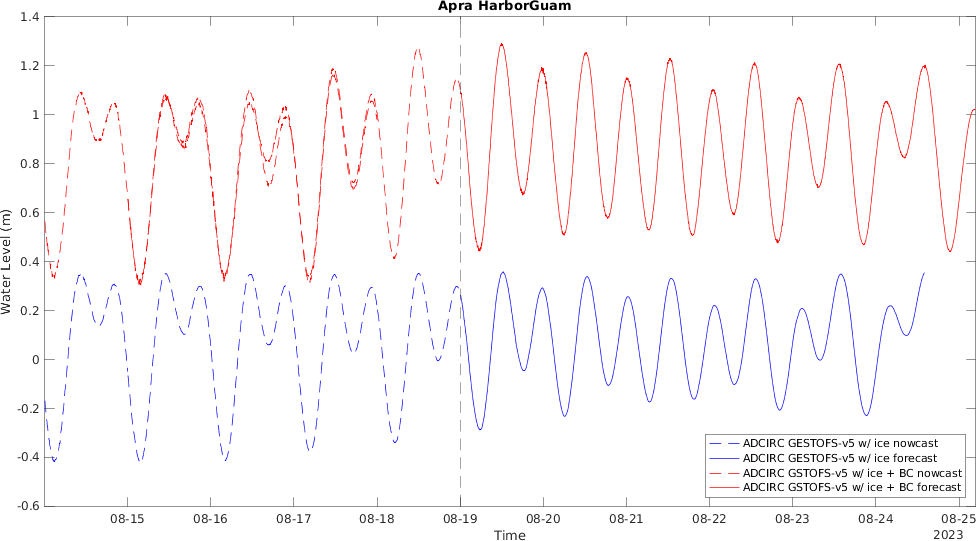 Apra HarborGuam
1.4
1.2
1
0.8
0.6
0.4
0.2
0
-0.2
-0.4
-0.6
Water Level (m)
ADCIRC GESTOFS-v5 w/ ice nowcast
ADCIRC GESTOFS-v5 w/ ice forecast
ADCIRC GSTOFS-v5 w/ ice + BC nowcast
ADCIRC GSTOFS-v5 w/ ice + BC forecast
08-15 08-16 08-17 08-18 08-19 08-20 08-21 08-22 08-23 08-24 08-25
Time
2023